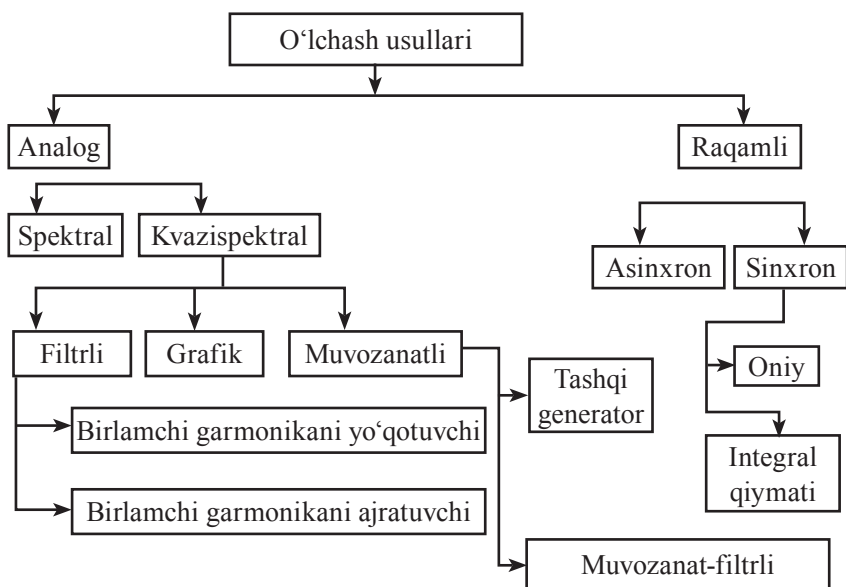 O‘lchash usullari
Analog
Raqamli
Spektral
Kvazispektral
Asinxron
Sinxron
Filtrli
Grafik
Muvozanatli
Oniy
Tashqi
generator
Birlamchi garmonikani yo‘qotuvchi
Integral
qiymati
Birlamchi garmonikani ajratuvchi
Muvozanat-filtrli